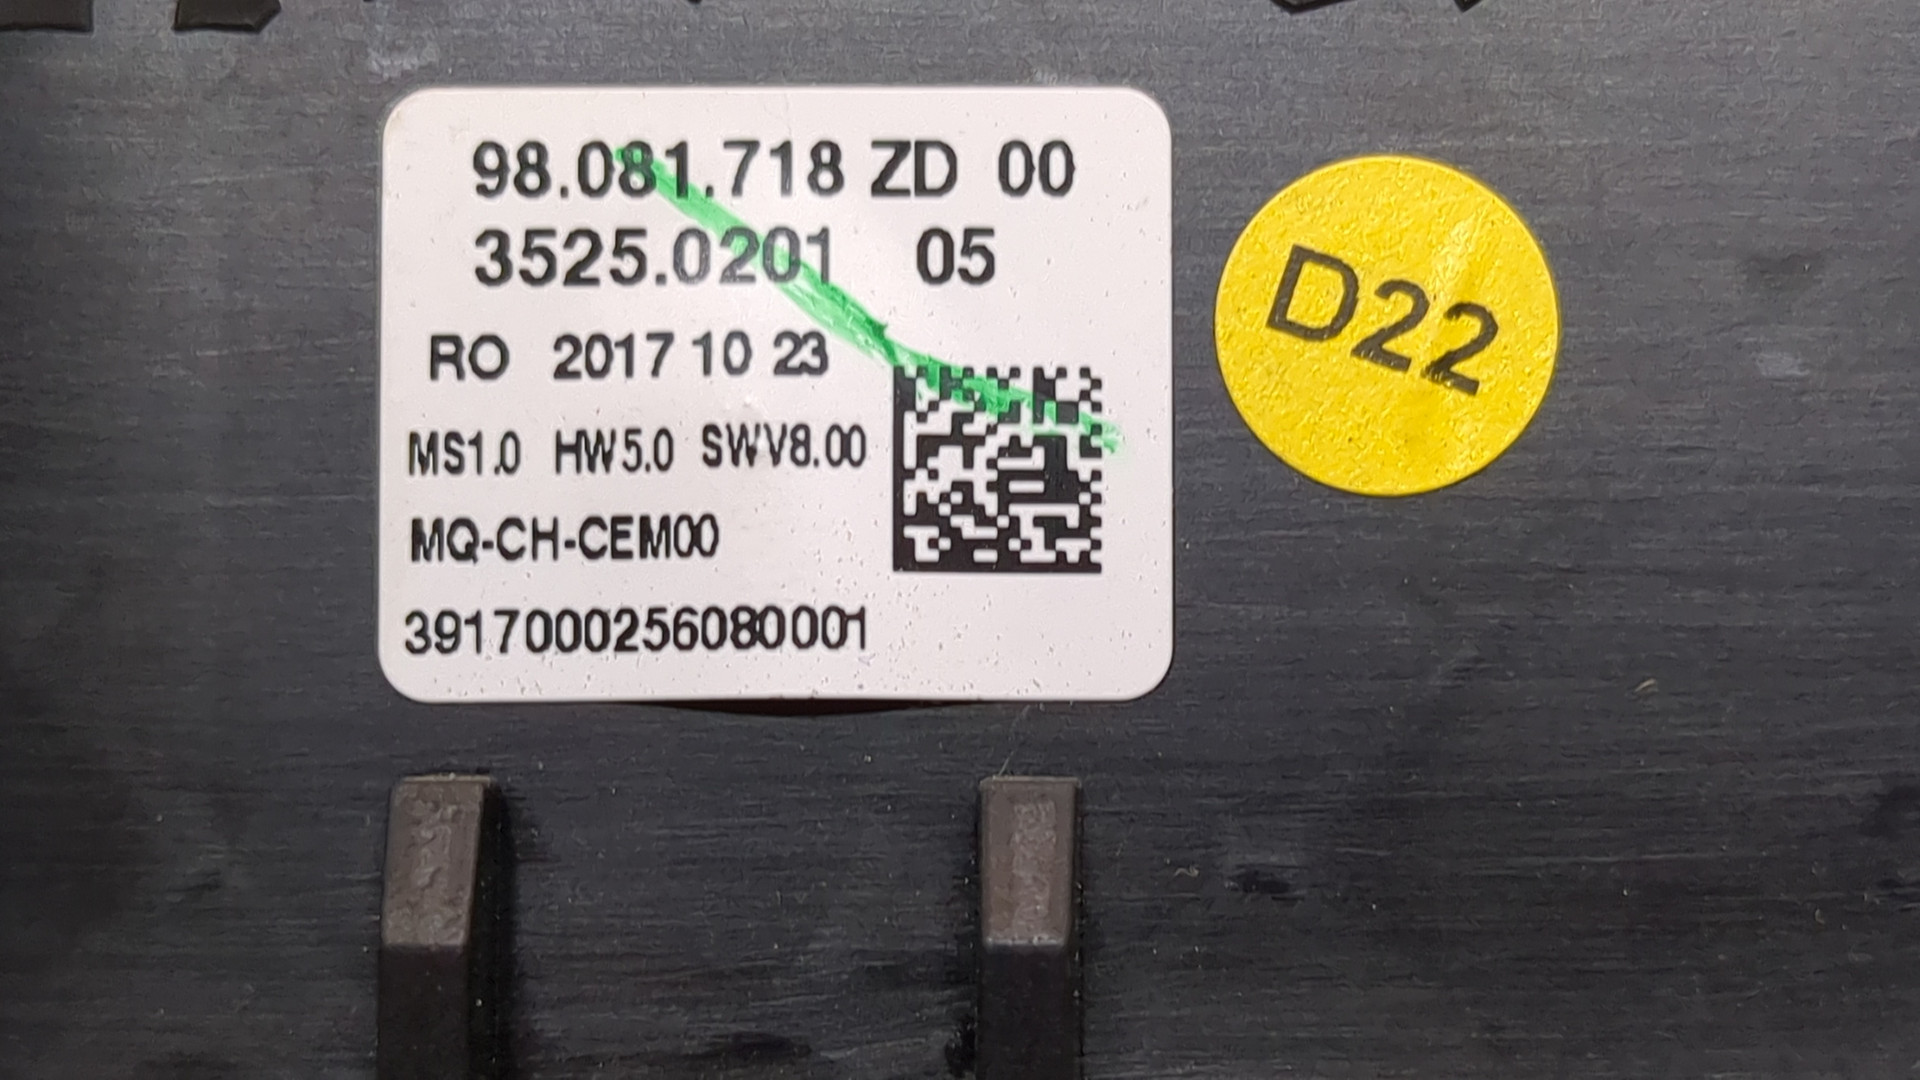 98.081.718 ZD 00
3525.0201 05
RO 2017 10 23
MS1.0 HW5.0 SWV8.00
MQ-CH-CEM00
3917000256080001
D22